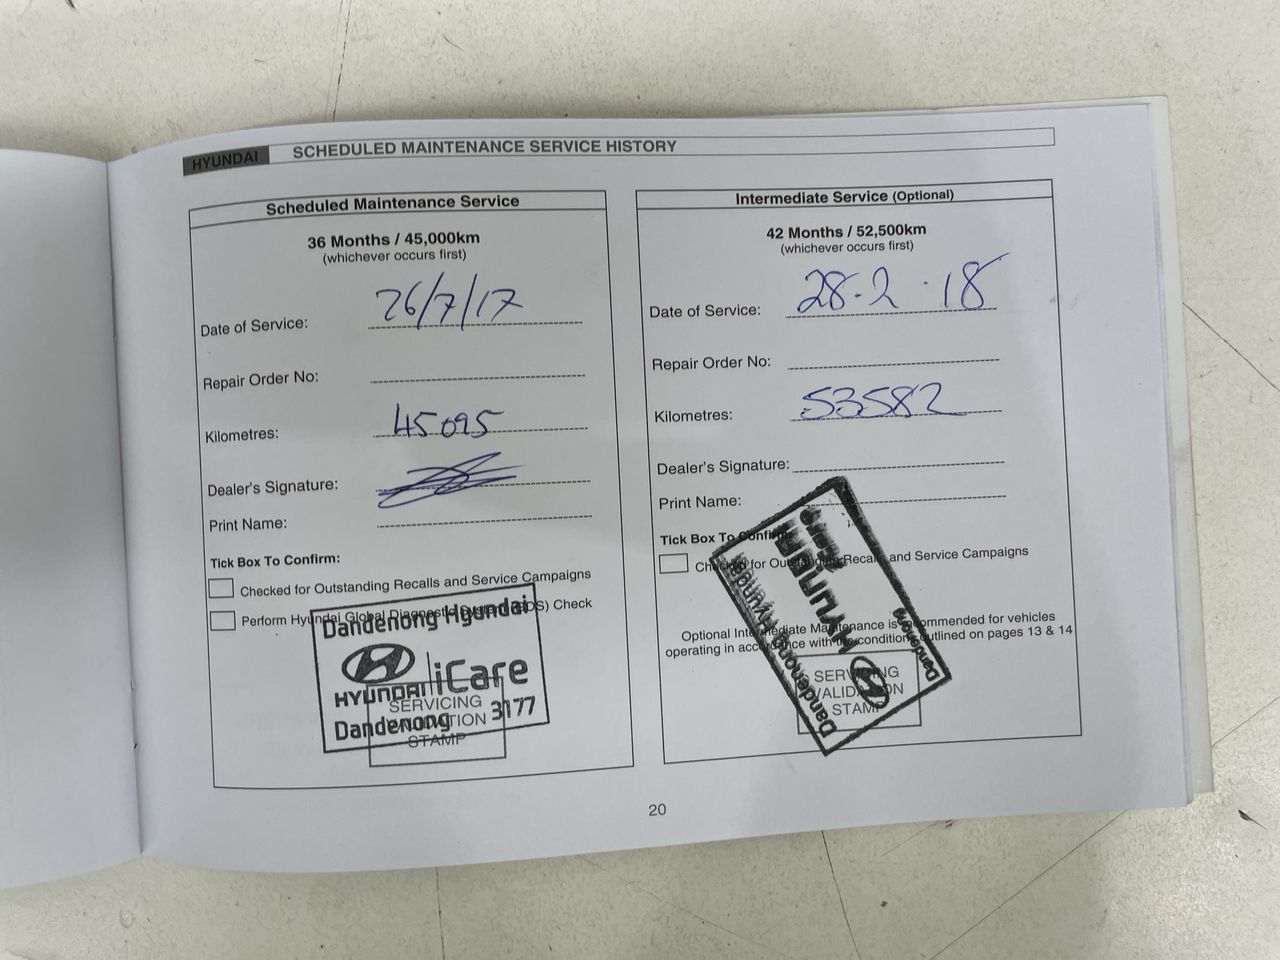 HYUNDAI SCHEDULED MAINTENANCE SERVICE HISTORY
Scheduled Maintenance Service
36 Months / 45,000km
(whichever occurs first)
Date of Service: 26/7/17
Repair Order No:
Kilometres: 45095
Dealer's Signature:
Print Name:
Tick Box To Confirm:
Checked for Outstanding Recalls and Service Campaigns
Perform Hyundai Global Diagnostic System (GDS) Check
Dandenong Hyundai
HYUNDAI iCare
Dandenong 3177
SERVICING
VALIDATION
STAMP
Intermediate Service (Optional)
42 Months / 52,500km
(whichever occurs first)
Date of Service: 28-2-18
Repair Order No:
Kilometres: 53582
Dealer's Signature:
Print Name:
Tick Box To Confirm:
Checked for Outstanding Recalls and Service Campaigns
Optional Intermediate Maintenance is recommended for vehicles
operating in accordance with the conditions outlined on pages 13 & 14
Dandenong Hyundai
HYUNDAI
Dandenong
SERVICING
VALIDATION
STAMP
20